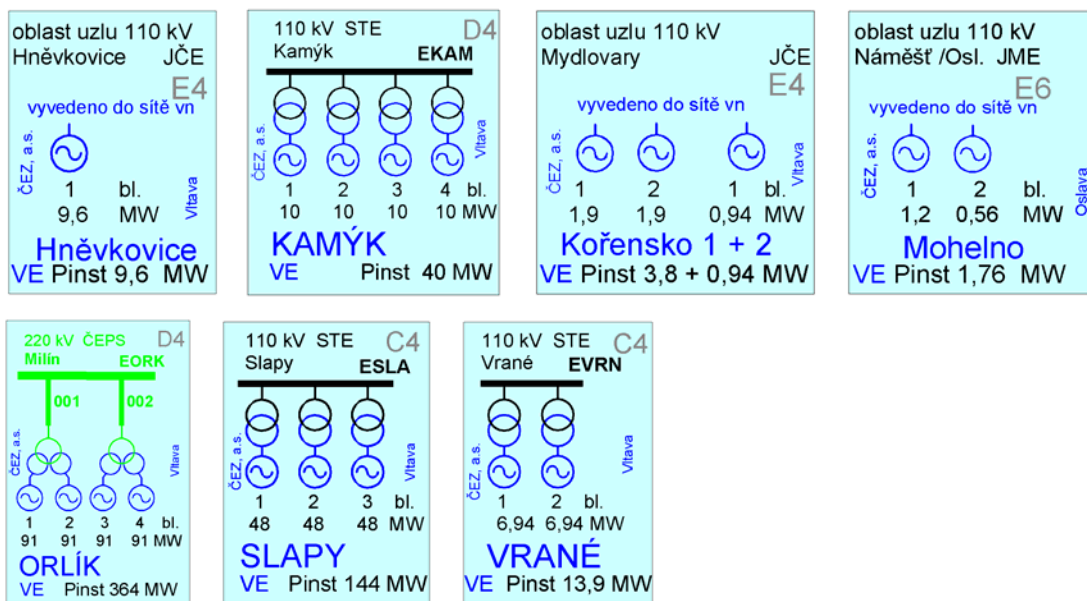 oblast uzlu 110 kV
Hněvkovice JČE
E4
vyvedeno do sítě vn
ČEZ, a.s.
Vltava
1 bl.
9,6 MW
Hněvkovice
VE Pinst 9,6 MW
110 kV STE D4
Kamýk EKAM
ČEZ, a.s.
Vltava
1 2 3 4 bl.
10 10 10 10 MW
KAMÝK
VE Pinst 40 MW
oblast uzlu 110 kV
Mydlovary JČE
E4
vyvedeno do sítě vn
ČEZ, a.s.
Vltava
1 2 1 bl.
1,9 1,9 0,94 MW
Kořensko 1 + 2
VE Pinst 3,8 + 0,94 MW
oblast uzlu 110 kV
Náměšť /Osl. JME
E6
vyvedeno do sítě vn
ČEZ, a.s.
Oslava
1 2 bl.
1,2 0,56 MW
Mohelno
VE Pinst 1,76 MW
220 kV ČEPS D4
Milín EORK
001 002
ČEZ, a.s.
Vltava
1 2 3 4 bl.
91 91 91 91 MW
ORLÍK
VE Pinst 364 MW
110 kV STE C4
Slapy ESLA
ČEZ, a.s.
Vltava
1 2 3 bl.
48 48 48 MW
SLAPY
VE Pinst 144 MW
110 kV STE C4
Vrané EVRN
ČEZ, a.s.
Vltava
1 2 bl.
6,94 6,94 MW
VRANÉ
VE Pinst 13,9 MW